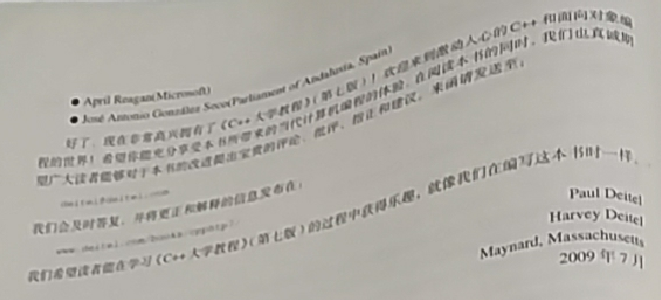 ● April Reagan(Microsoft)
● José Antonio González Seco(Parliament of Andalusia, Spain)
好了，现在非常高兴拥有了《C++大学教程》（第七版）！欢迎来到激动人心的C++和面向对象编
程的世界！希望你能充分享受本书所带来的当代计算机编程的体验。在阅读本书的同时，我们也真诚期
望广大读者能够对于本书的改进提出宝贵的评论、批评、指正和建议。来函请发送至：
deitel@deitel.com
我们会及时答复，并将更正和解释的信息发布在：
www.deitel.com/books/cpphtp7/
我们希望读者能在学习《C++大学教程》（第七版）的过程中获得乐趣，就像我们在编写这本书时一样。
Paul Deitel
Harvey Deitel
Maynard, Massachusetts
2009 年 7 月